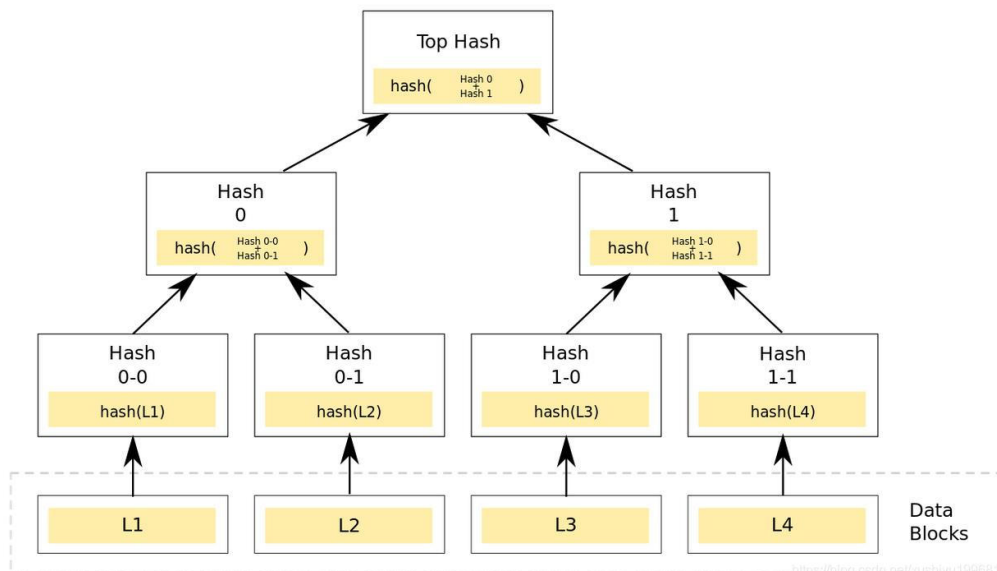 Top Hash
hash( Hash 0 + Hash 1 )
Hash
0
hash( Hash 0-0 + Hash 0-1 )
Hash
1
hash( Hash 1-0 + Hash 1-1 )
Hash
0-0
hash(L1)
Hash
0-1
hash(L2)
Hash
1-0
hash(L3)
Hash
1-1
hash(L4)
L1
L2
L3
L4
Data
Blocks